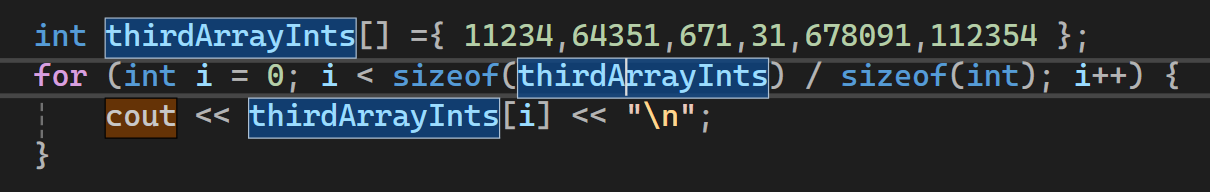 int thirdArrayInts[] ={ 11234,64351,671,31,678091,112354 };
for (int i = 0; i < sizeof(thirdArrayInts) / sizeof(int); i++) {
    cout << thirdArrayInts[i] << "\n";
}